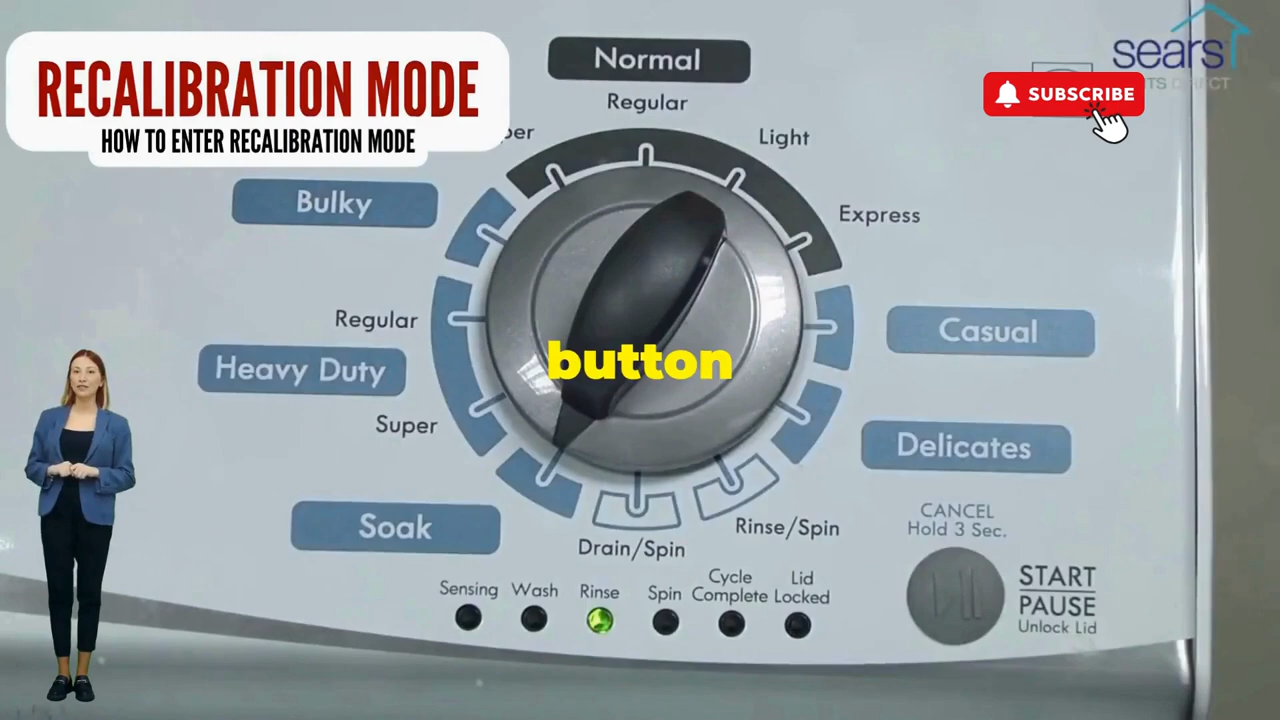 RECALIBRATION MODE
HOW TO ENTER RECALIBRATION MODE
sears
SUBSCRIBE
Normal
Regular
Light
Express
Bulky
Regular
Heavy Duty
Super
Casual
Delicates
button
Soak
Drain/Spin
Rinse/Spin
CANCEL
Hold 3 Sec.
Sensing
Wash
Rinse
Spin
Cycle
Complete
Lid
Locked
START
PAUSE
Unlock Lid